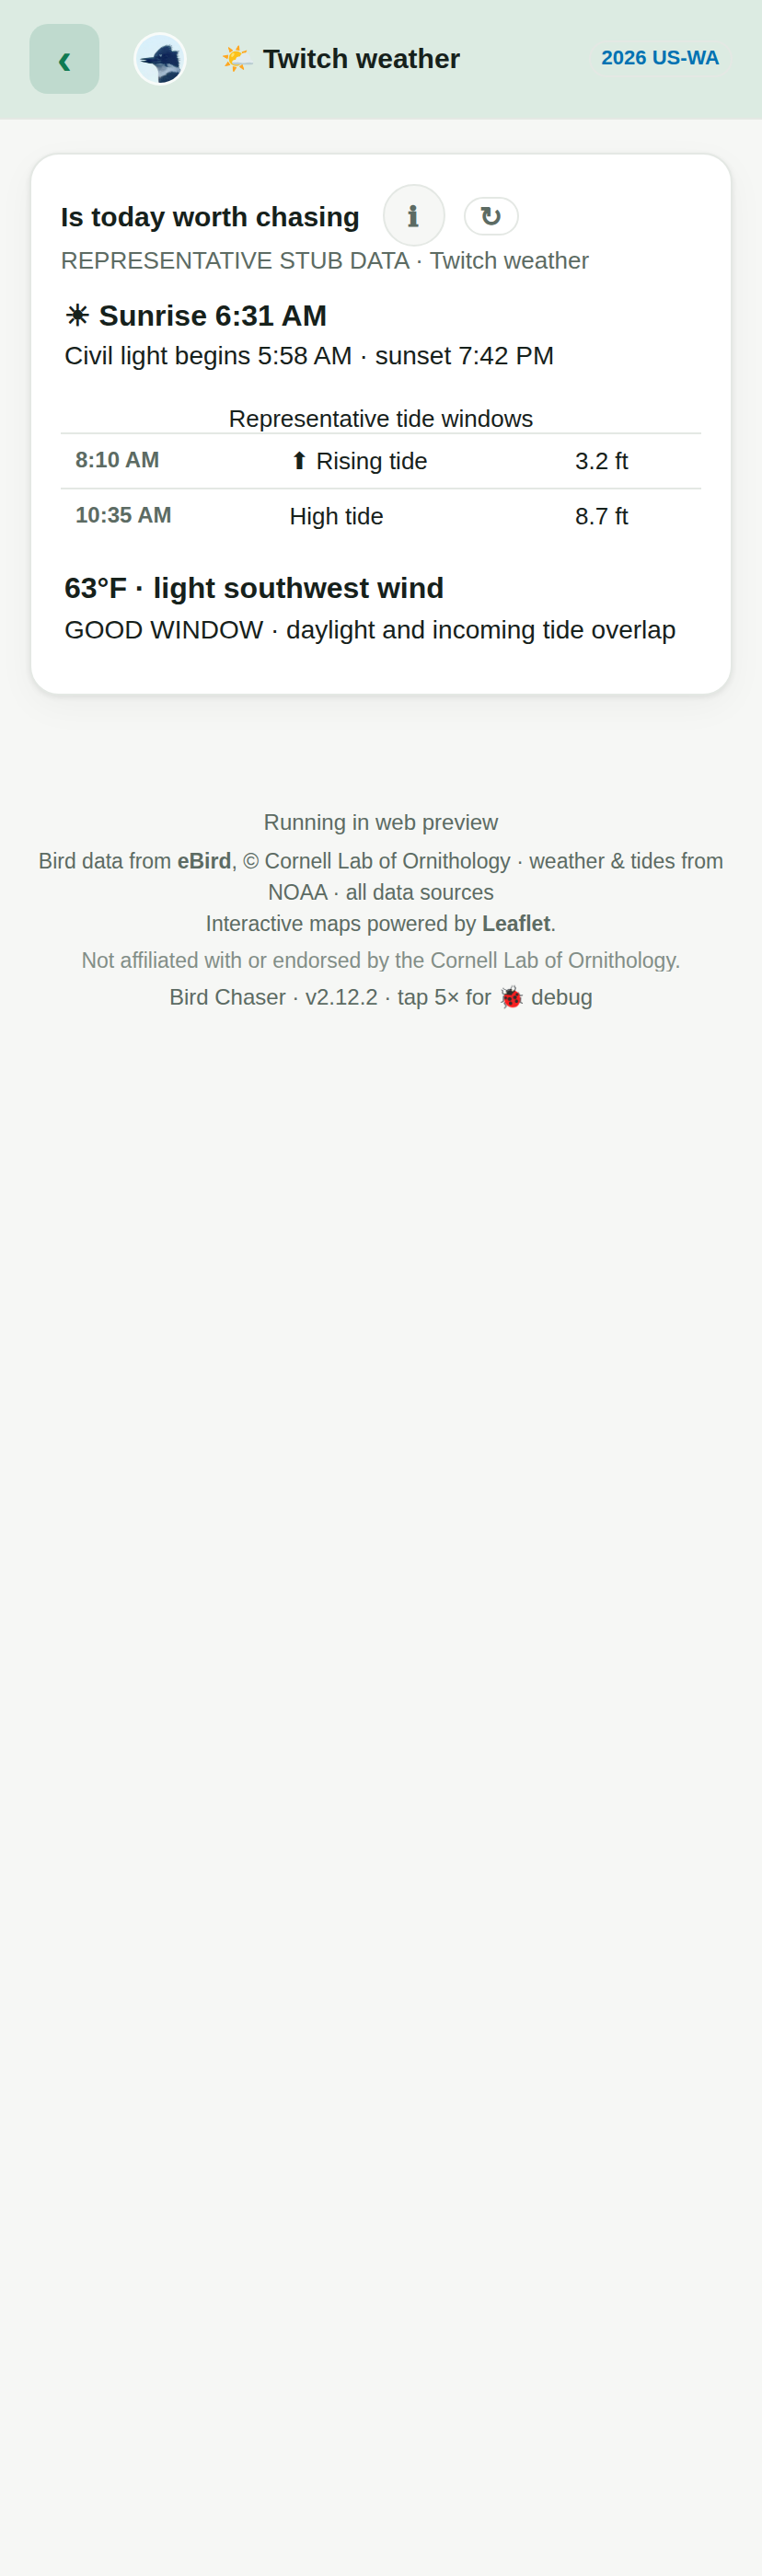 ‹ 🌤️ Twitch weather 2026 US-WA
Is today worth chasing ℹ ↻
REPRESENTATIVE STUB DATA · Twitch weather
☀ Sunrise 6:31 AM
Civil light begins 5:58 AM · sunset 7:42 PM
Representative tide windows
8:10 AM ⬆ Rising tide 3.2 ft
10:35 AM High tide 8.7 ft
63°F · light southwest wind
GOOD WINDOW · daylight and incoming tide overlap
Running in web preview
Bird data from eBird, © Cornell Lab of Ornithology · weather & tides from
NOAA · all data sources
Interactive maps powered by Leaflet.
Not affiliated with or endorsed by the Cornell Lab of Ornithology.
Bird Chaser · v2.12.2 · tap 5× for 🐞 debug